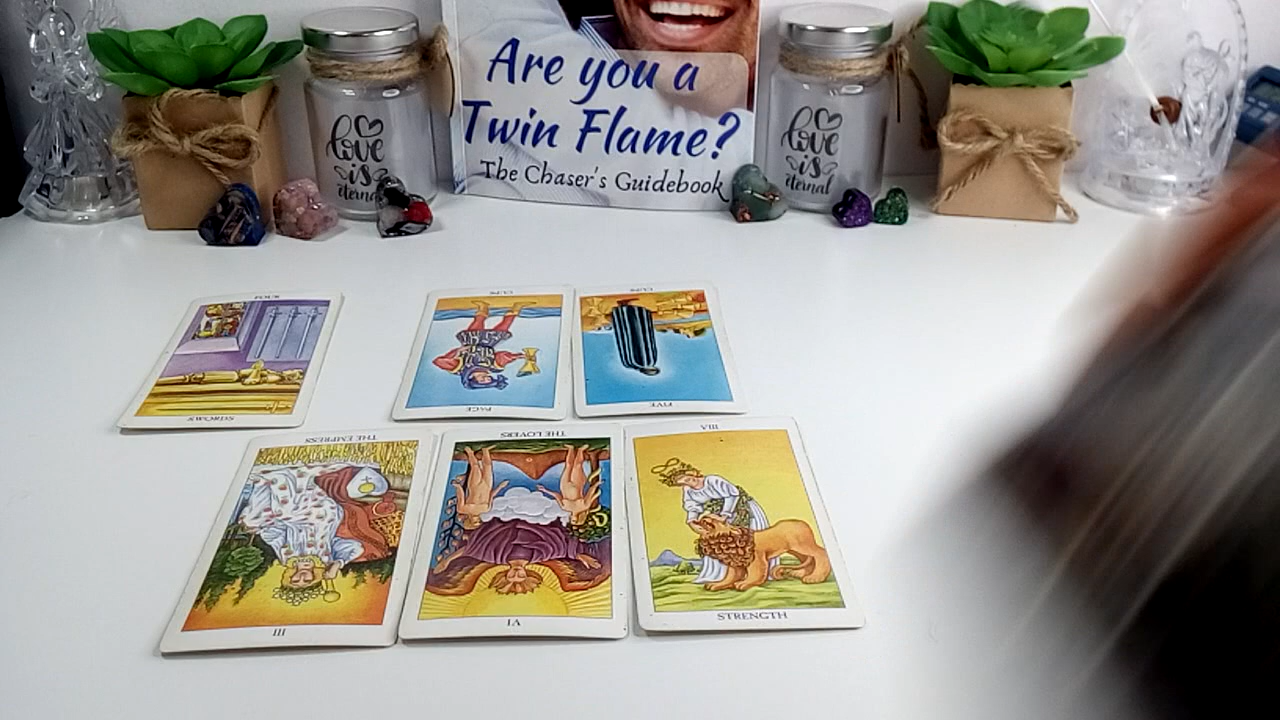 Are you a
Twin Flame?
The Chaser's Guidebook
love
is
eternal
love
is
eternal
FOUR
SWORDS
CUPS
PAGE
CUPS
FIVE
THE EMPRESS
III
THE LOVERS
VI
VIII
STRENGTH